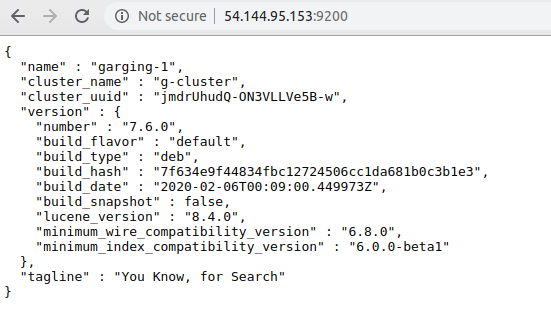 Not secure | 54.144.95.153:9200
{
  "name" : "garging-1",
  "cluster_name" : "g-cluster",
  "cluster_uuid" : "jmdrUhudQ-ON3VLLVe5B-w",
  "version" : {
    "number" : "7.6.0",
    "build_flavor" : "default",
    "build_type" : "deb",
    "build_hash" : "7f634e9f44834fbc12724506cc1da681b0c3b1e3",
    "build_date" : "2020-02-06T00:09:00.449973Z",
    "build_snapshot" : false,
    "lucene_version" : "8.4.0",
    "minimum_wire_compatibility_version" : "6.8.0",
    "minimum_index_compatibility_version" : "6.0.0-beta1"
  },
  "tagline" : "You Know, for Search"
}